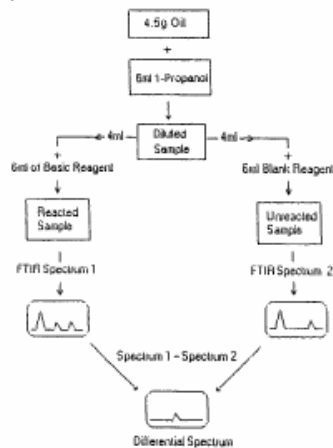 4.5g Oil
+
6ml 1-Propanol
4ml
Diluted Sample
4ml
+
6ml of Basic Reagent
+
6ml Blank Reagent
Reacted Sample
Unreacted Sample
FTIR Spectrum 1
FTIR Spectrum 2
Spectrum 1 - Spectrum 2
Differential Spectrum